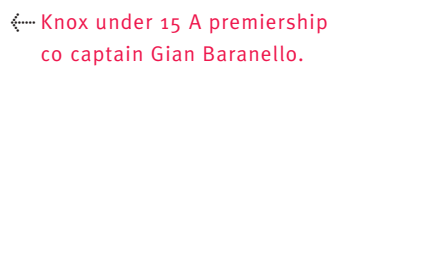 Knox under 15 A premiership
co captain Gian Baranello.